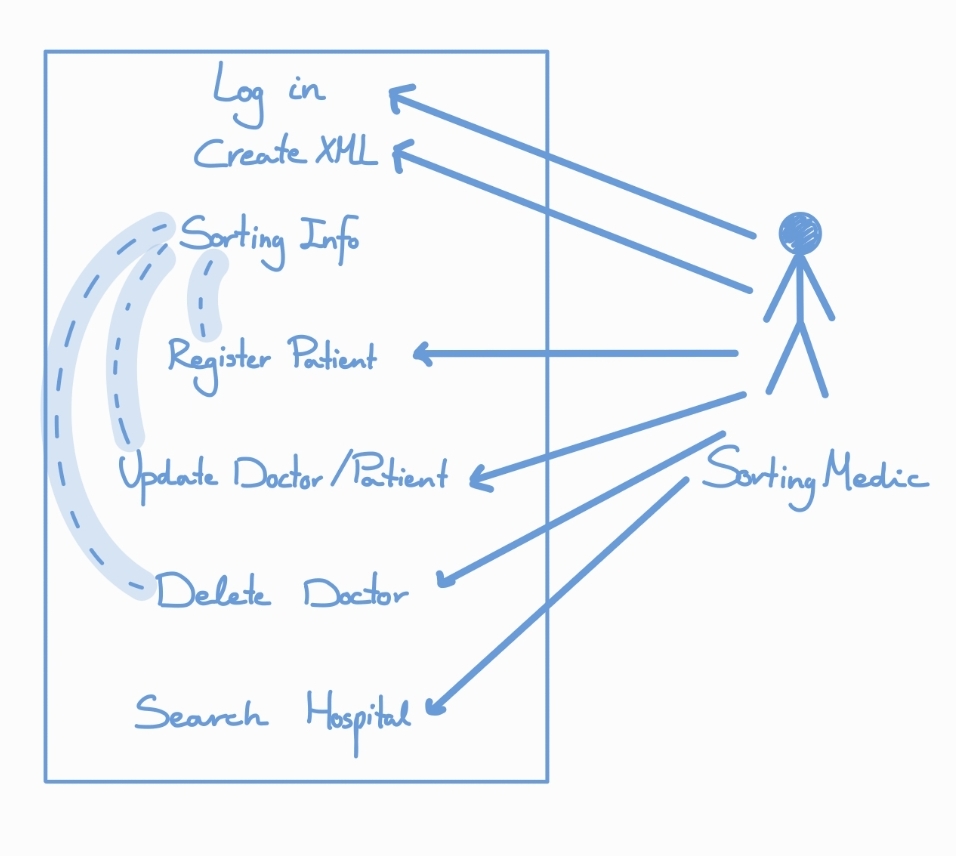 Log in
Create XML
Sorting Info
Register Patient
Update Doctor/Patient
Sorting Medic
Delete Doctor
Search Hospital